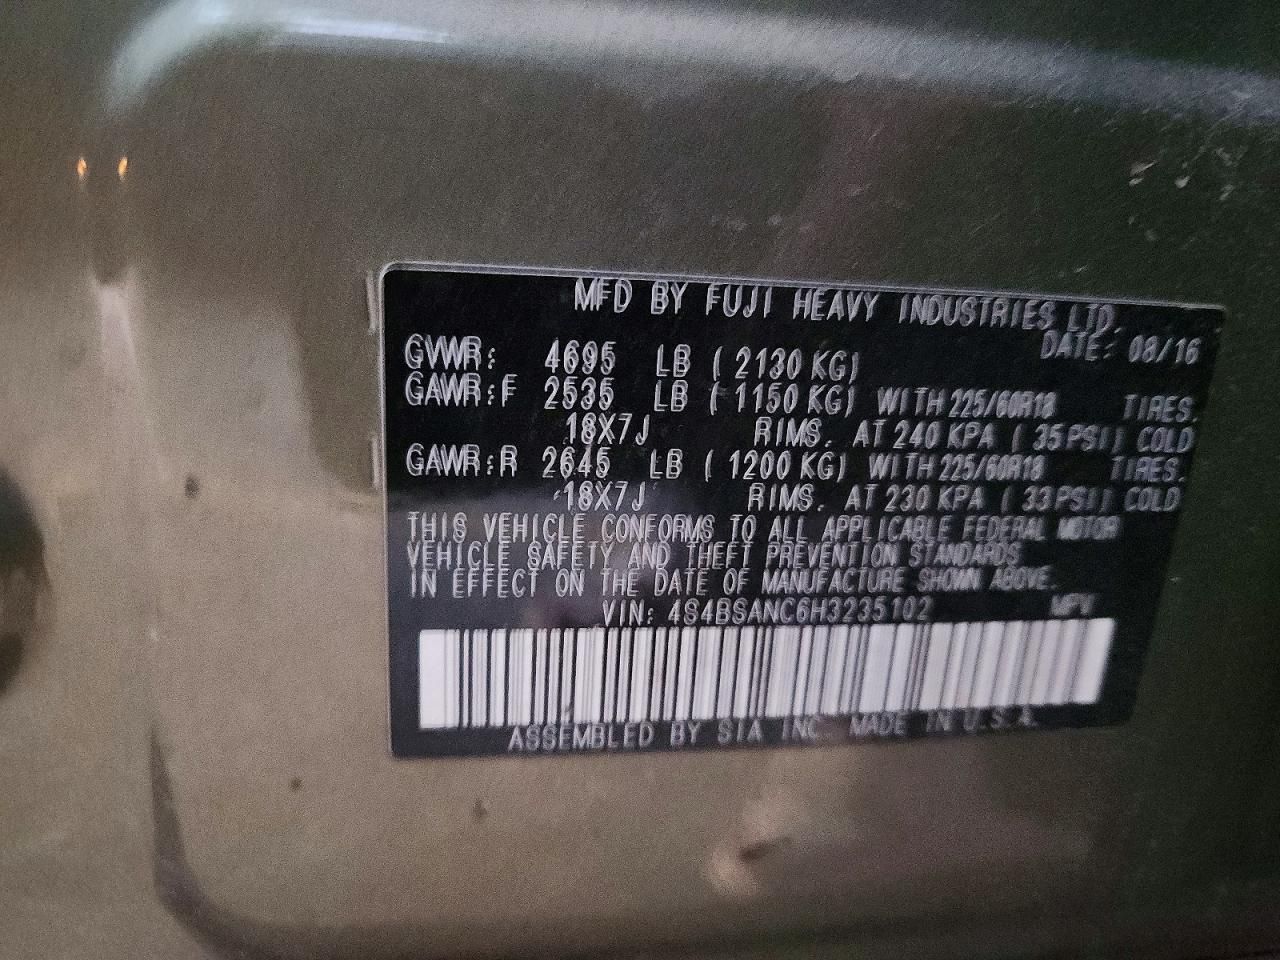 MFD BY FUJI HEAVY INDUSTRIES LTD.
DATE: 08/16
GVWR: 4695 LB ( 2130 KG)
GAWR:F 2535 LB ( 1150 KG) WITH 225/60R18 TIRES.
18X7J RIMS. AT 240 KPA ( 35 PSI) COLD
GAWR:R 2645 LB ( 1200 KG) WITH 225/60R18 TIRES.
18X7J RIMS. AT 230 KPA ( 33 PSI) COLD
THIS VEHICLE CONFORMS TO ALL APPLICABLE FEDERAL MOTOR
VEHICLE SAFETY AND THEFT PREVENTION STANDARDS
IN EFFECT ON THE DATE OF MANUFACTURE SHOWN ABOVE.
VIN: 4S4BSANC6H3235102 MPV
ASSEMBLED BY SIA INC. MADE IN U.S.A.